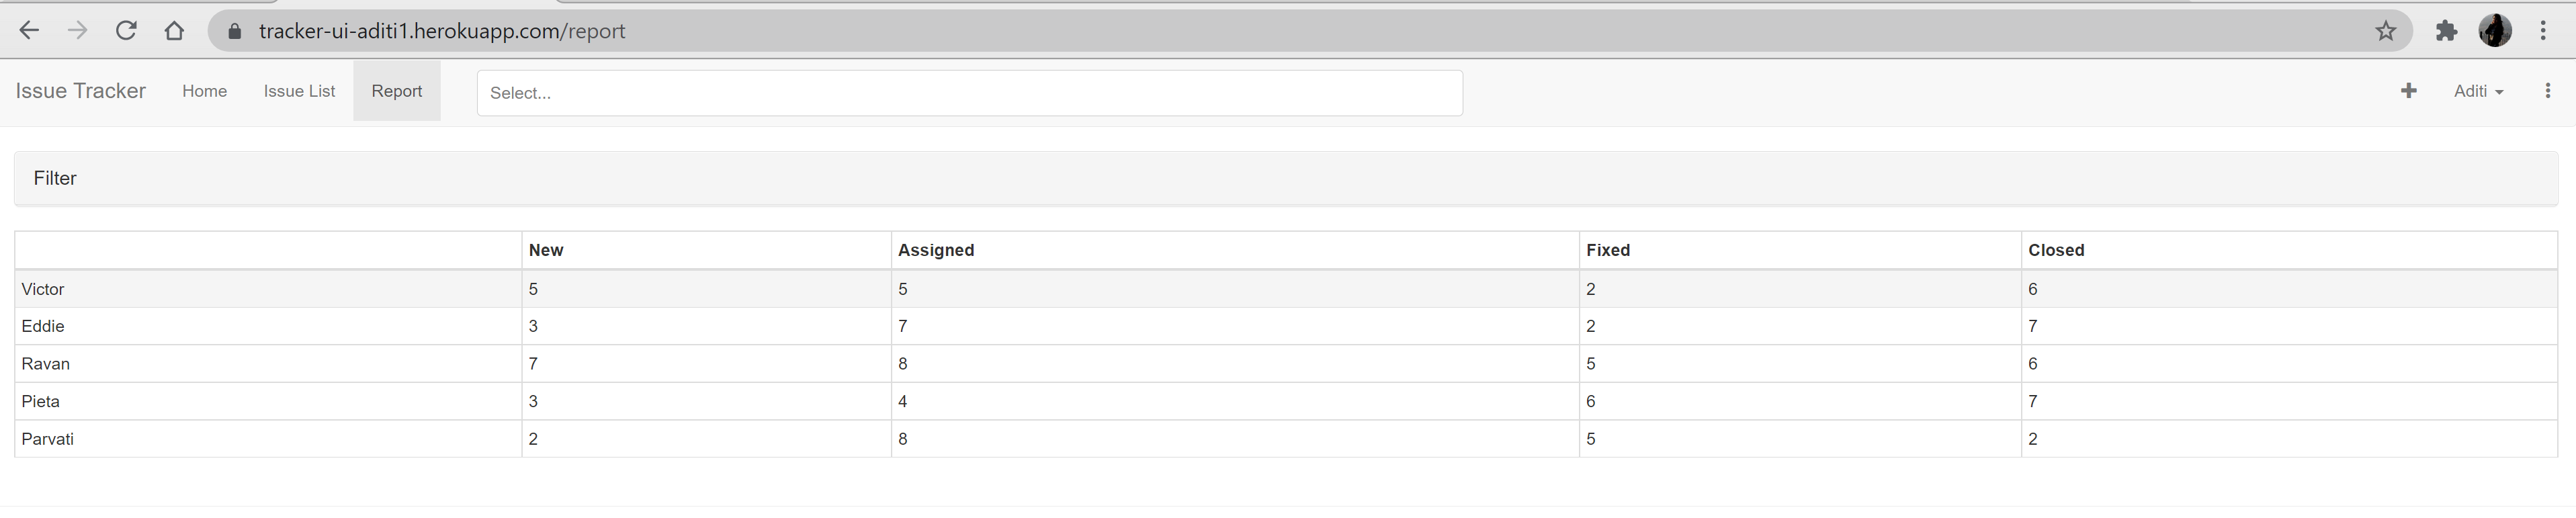 tracker-ui-aditi1.herokuapp.com/report
Issue Tracker Home Issue List Report Select... Aditi
Filter
New Assigned Fixed Closed
Victor 5 5 2 6
Eddie 3 7 2 7
Ravan 7 8 5 6
Pieta 3 4 6 7
Parvati 2 8 5 2